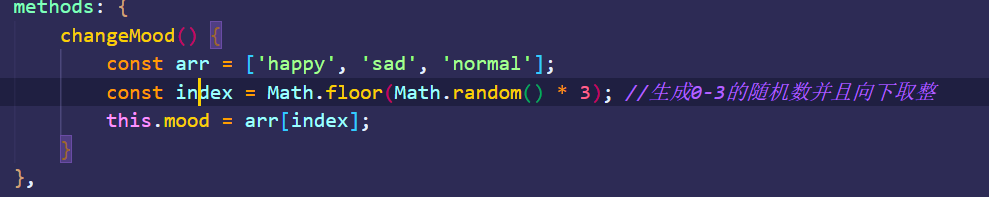 methods: {
changeMood() {
const arr = ['happy', 'sad', 'normal'];
const index = Math.floor(Math.random() * 3); //生成0-3的随机数并且向下取整
this.mood = arr[index];
}
},